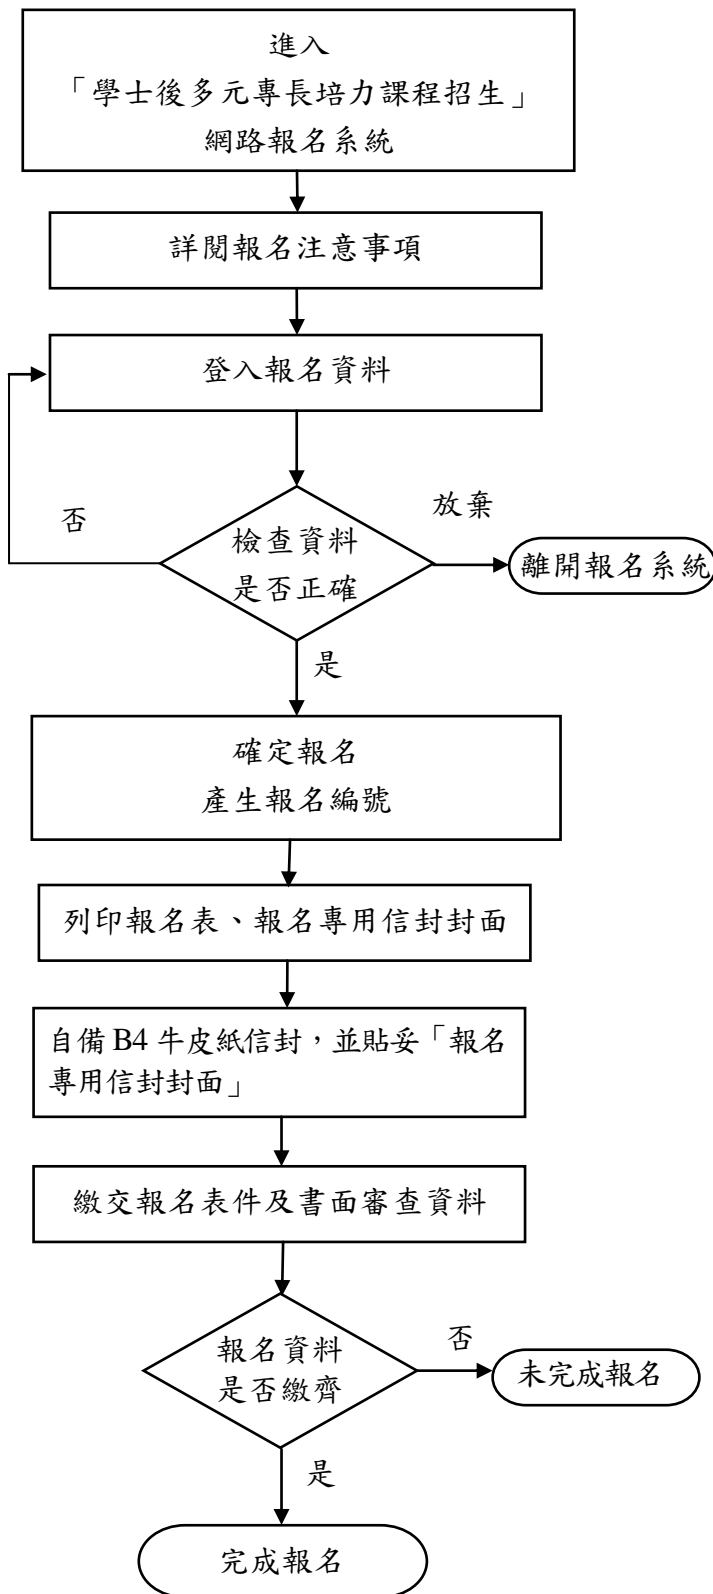 進入
「學士後多元專長培力課程招生」
網路報名系統
詳閱報名注意事項
登入報名資料
否
放棄
檢查資料
是否正確
離開報名系統
是
確定報名
產生報名編號
列印報名表、報名專用信封封面
自備 B4 牛皮紙信封，並貼妥「報名
專用信封封面」
繳交報名表件及書面審查資料
報名資料
是否繳齊
否
未完成報名
是
完成報名